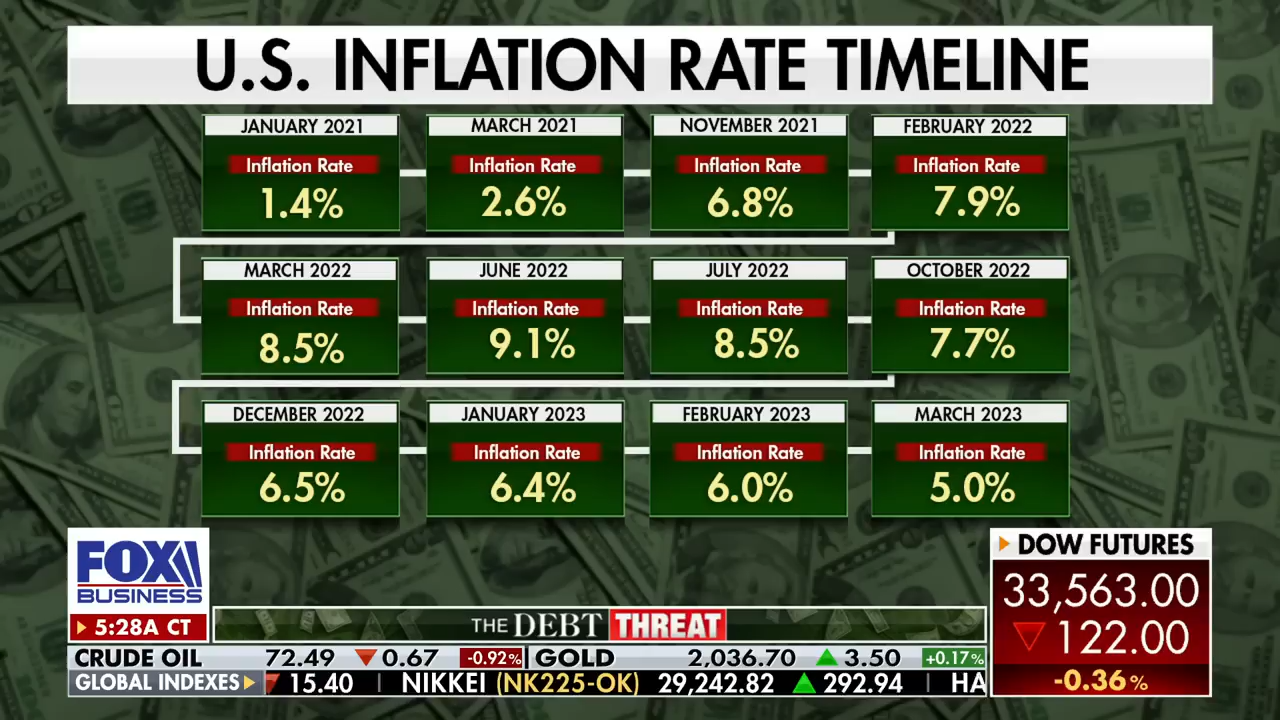 U.S. INFLATION RATE TIMELINE
JANUARY 2021
Inflation Rate
1.4%
MARCH 2021
Inflation Rate
2.6%
NOVEMBER 2021
Inflation Rate
6.8%
FEBRUARY 2022
Inflation Rate
7.9%
MARCH 2022
Inflation Rate
8.5%
JUNE 2022
Inflation Rate
9.1%
JULY 2022
Inflation Rate
8.5%
OCTOBER 2022
Inflation Rate
7.7%
DECEMBER 2022
Inflation Rate
6.5%
JANUARY 2023
Inflation Rate
6.4%
FEBRUARY 2023
Inflation Rate
6.0%
MARCH 2023
Inflation Rate
5.0%
FOX
BUSINESS
5:28A CT
THE DEBT THREAT
DOW FUTURES
33,563.00
122.00
-0.36%
CRUDE OIL 72.49 0.67 -0.92% GOLD 2,036.70 3.50 +0.17%
GLOBAL INDEXES 15.40 | NIKKEI (NK225-OK) 29,242.82 292.94 | HA